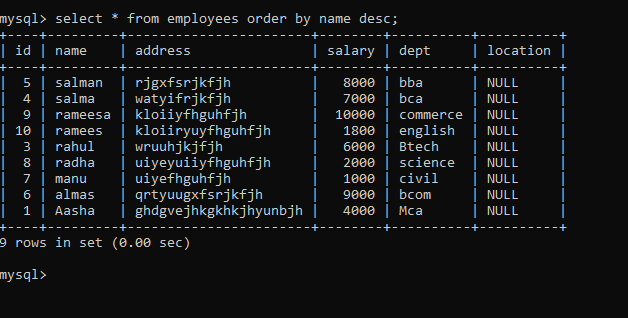 mysql> select * from employees order by name desc;
+----+---------+-----------------------+--------+----------+----------+
| id | name    | address               | salary | dept     | location |
+----+---------+-----------------------+--------+----------+----------+
|  5 | salman  | rjgxfsrjkfjh          |   8000 | bba      | NULL     |
|  4 | salma   | watyifrjkfjh          |   7000 | bca      | NULL     |
|  9 | rameesa | kloiiyfhguhfjh        |  10000 | commerce | NULL     |
| 10 | ramees  | kloiiryuyfhguhfjh     |   1800 | english  | NULL     |
|  3 | rahul   | wruuhjkjfjh           |   6000 | Btech    | NULL     |
|  8 | radha   | uiyeyuiiyfhguhfjh     |   2000 | science  | NULL     |
|  7 | manu    | uiyefhguhfjh          |   1000 | civil    | NULL     |
|  6 | almas   | qrtyuugxfsrjkfjh      |   9000 | bcom     | NULL     |
|  1 | Aasha   | ghdgvejhkgkhkjhyunbjh |   4000 | Mca      | NULL     |
+----+---------+-----------------------+--------+----------+----------+
9 rows in set (0.00 sec)
mysql>